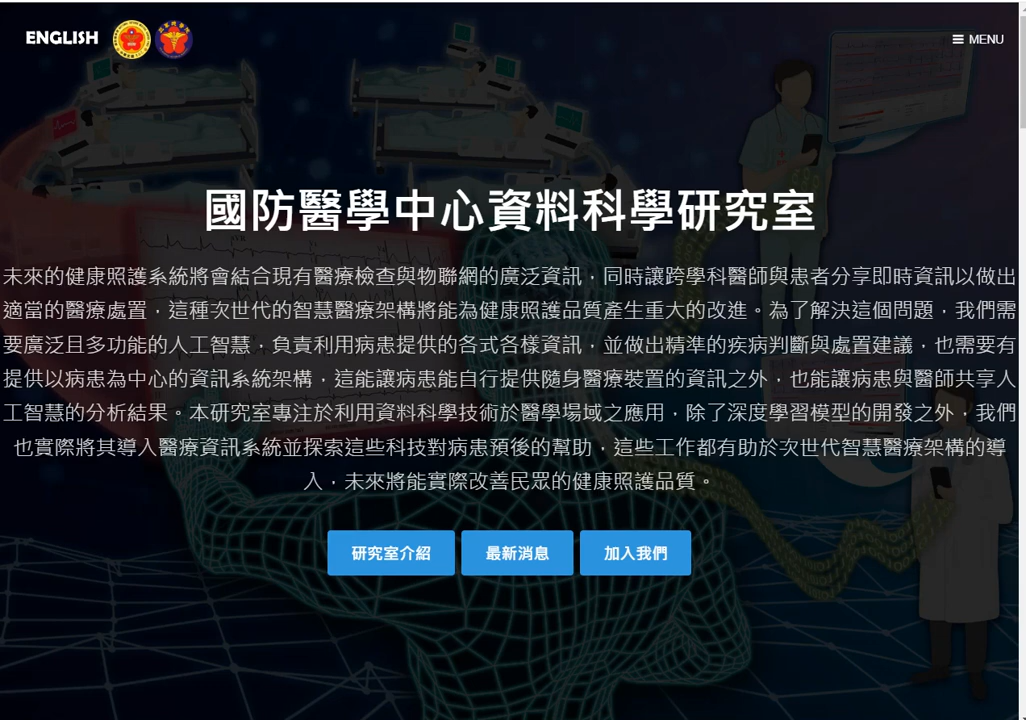 ENGLISH
MENU
國防醫學中心資料科學研究室
未來的健康照護系統將會結合現有醫療檢查與物聯網的廣泛資訊，同時讓跨學科醫師與患者分享即時資訊以做出
適當的醫療處置，這種次世代的智慧醫療架構將能為健康照護品質產生重大的改進。為了解決這個問題，我們需
要廣泛且多功能的人工智慧，負責利用病患提供的各式各樣資訊，並做出精準的疾病判斷與處置建議，也需要有
提供以病患為中心的資訊系統架構，這能讓病患能自行提供隨身醫療裝置的資訊之外，也能讓病患與醫師共享人
工智慧的分析結果。本研究室專注於利用資料科學技術於醫學場域之應用，除了深度學習模型的開發之外，我們
也實際將其導入醫療資訊系統並探索這些科技對病患預後的幫助，這些工作都有助於次世代智慧醫療架構的導
入，未來將能實際改善民眾的健康照護品質。
研究室介紹
最新消息
加入我們